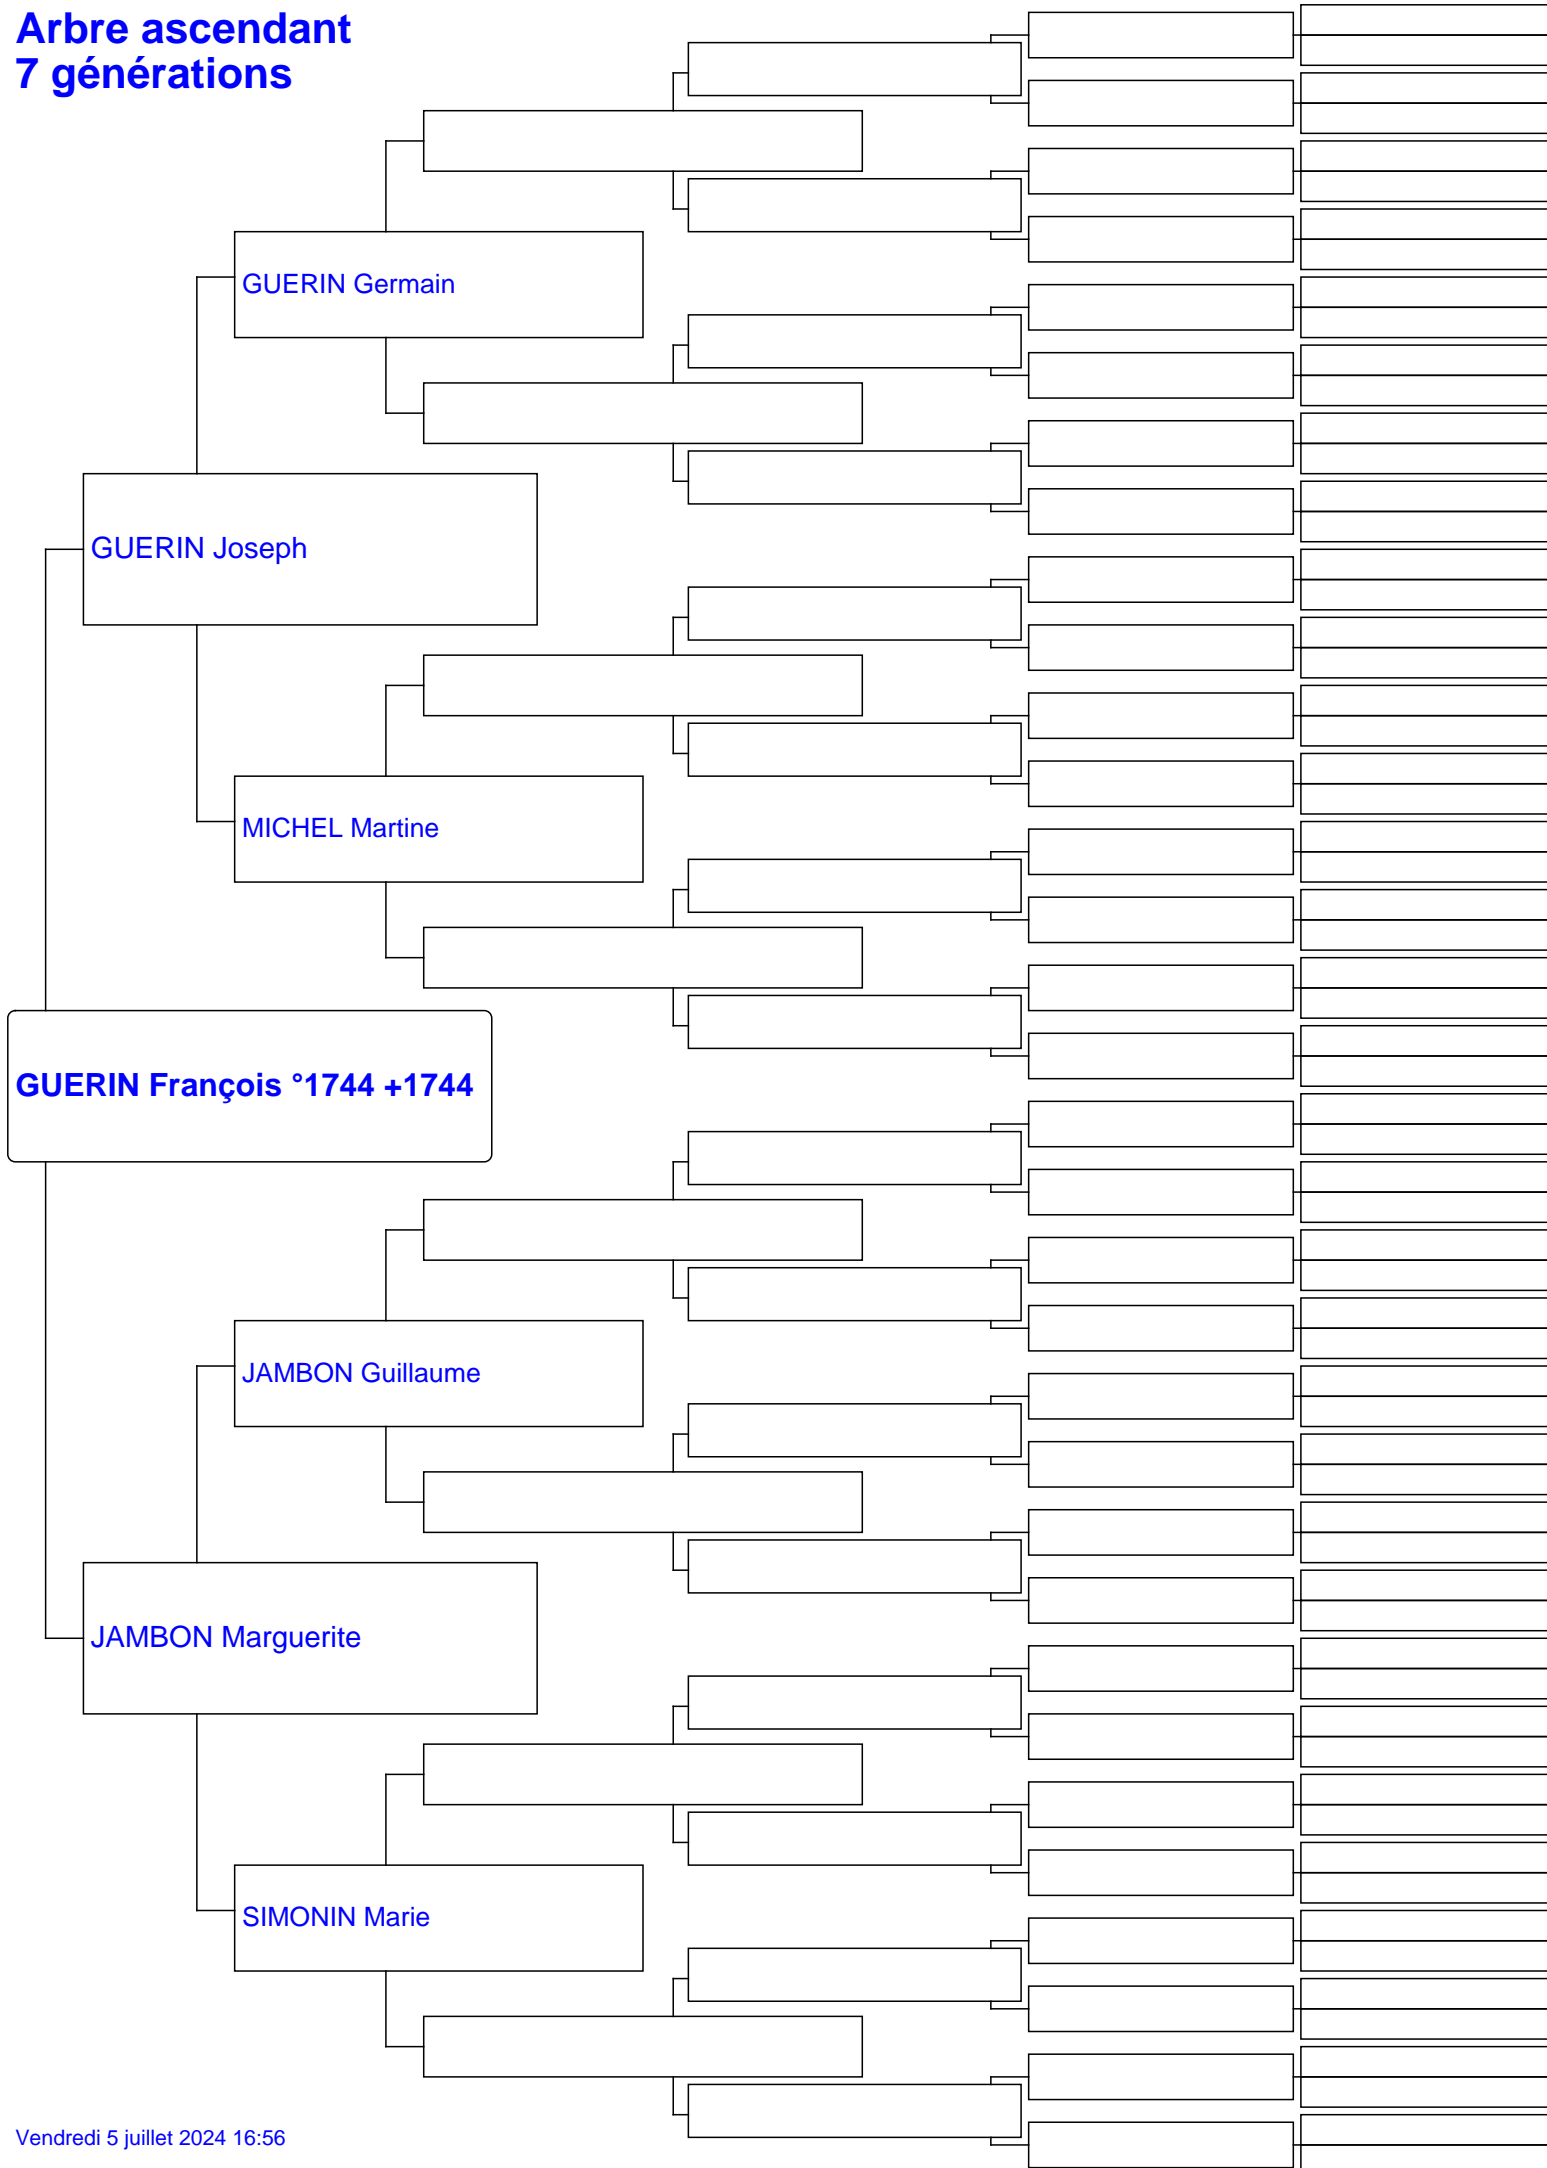 Arbre ascendant
7 générations
GUERIN Germain
GUERIN Joseph
MICHEL Martine
GUERIN François °1744 +1744
JAMBON Guillaume
JAMBON Marguerite
SIMONIN Marie
Vendredi 5 juillet 2024 16:56